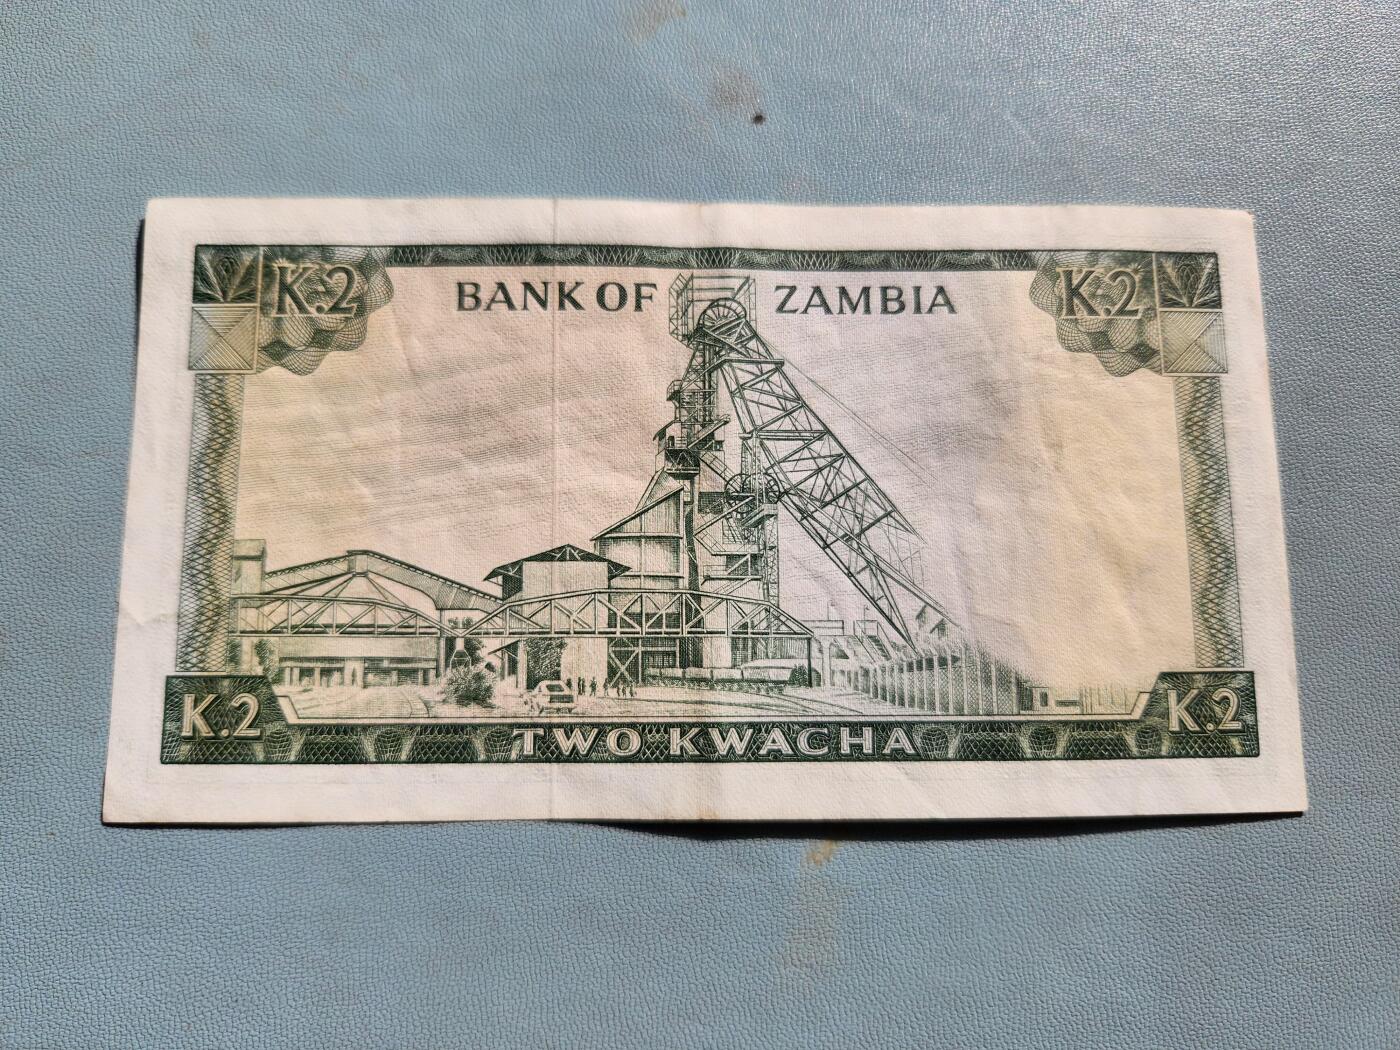 K.2 BANK OF ZAMBIA K.2
K.2 TWO KWACHA K.2